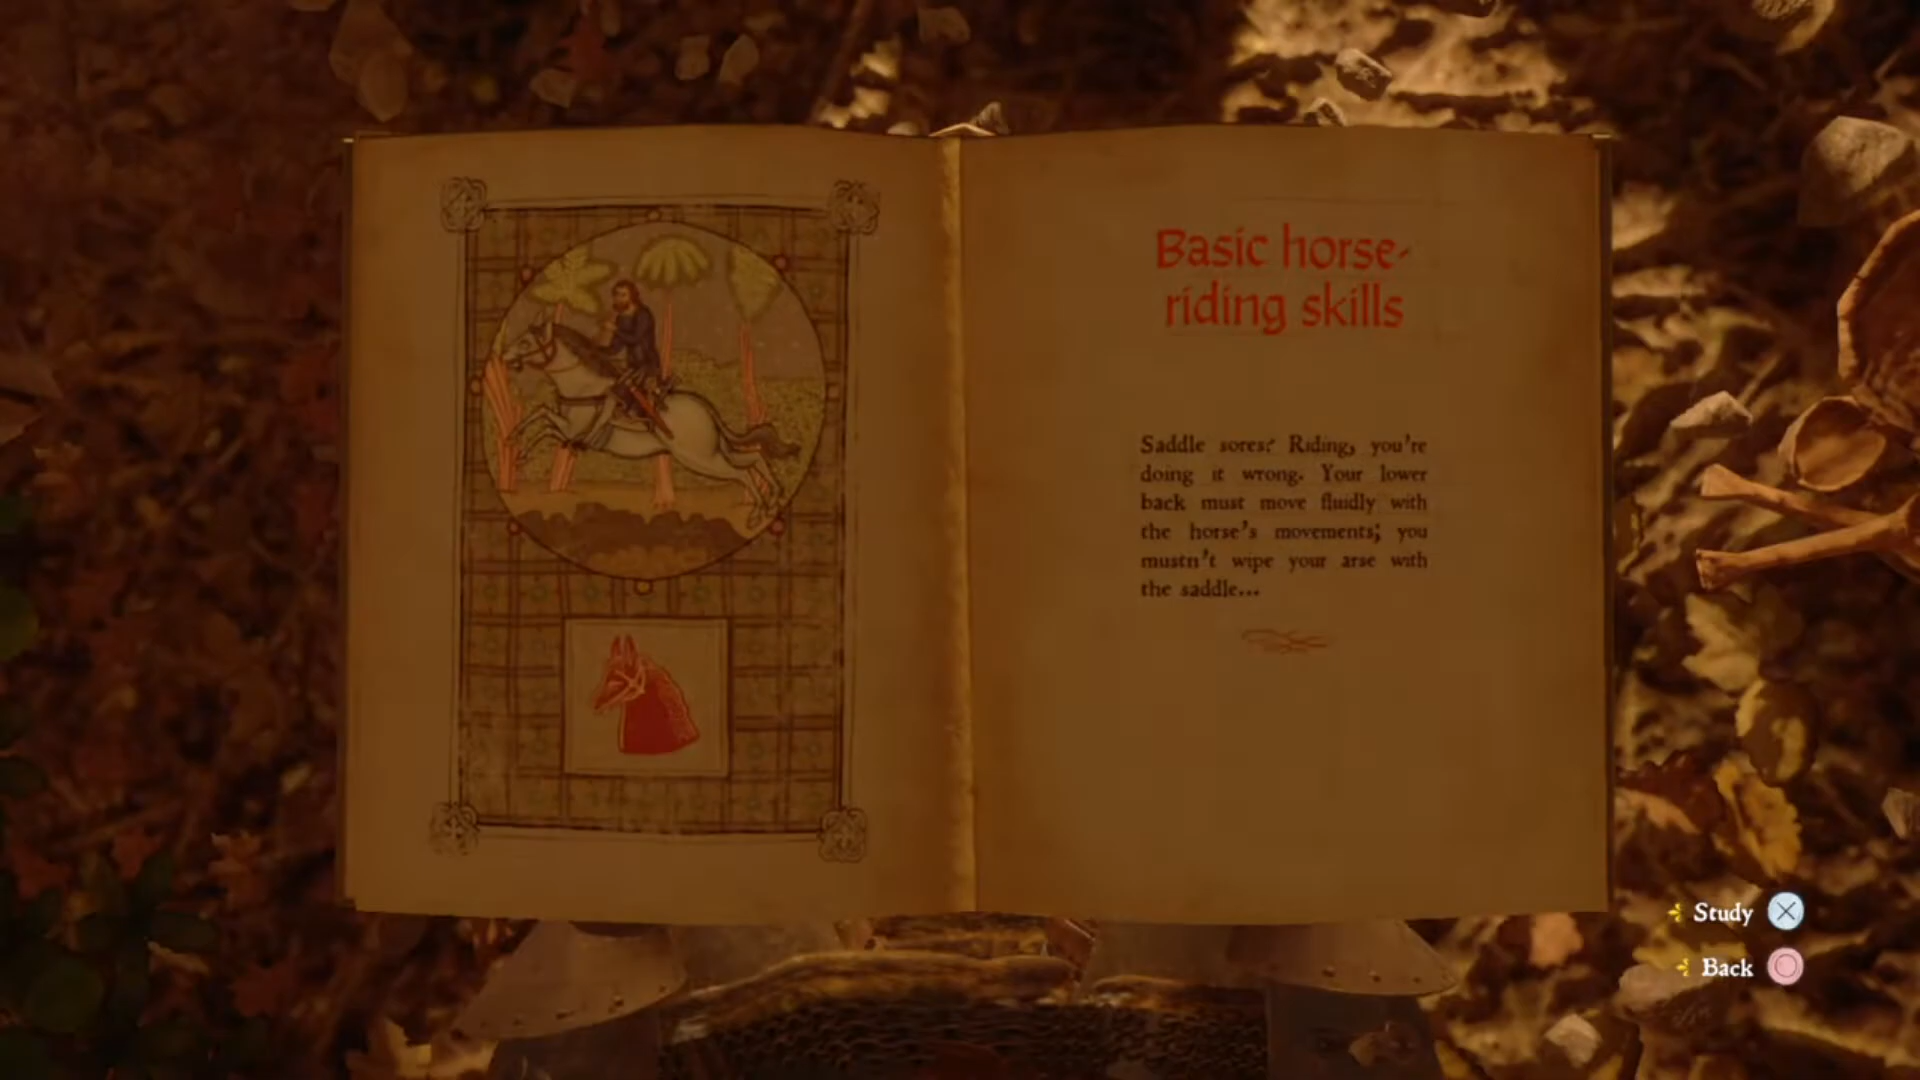 Basic horse-
riding skills
Saddle sores? Riding, you're
doing it wrong. Your lower
back must move fluidly with
the horse's movements; you
mustn't wipe your arse with
the saddle...
Study
Back